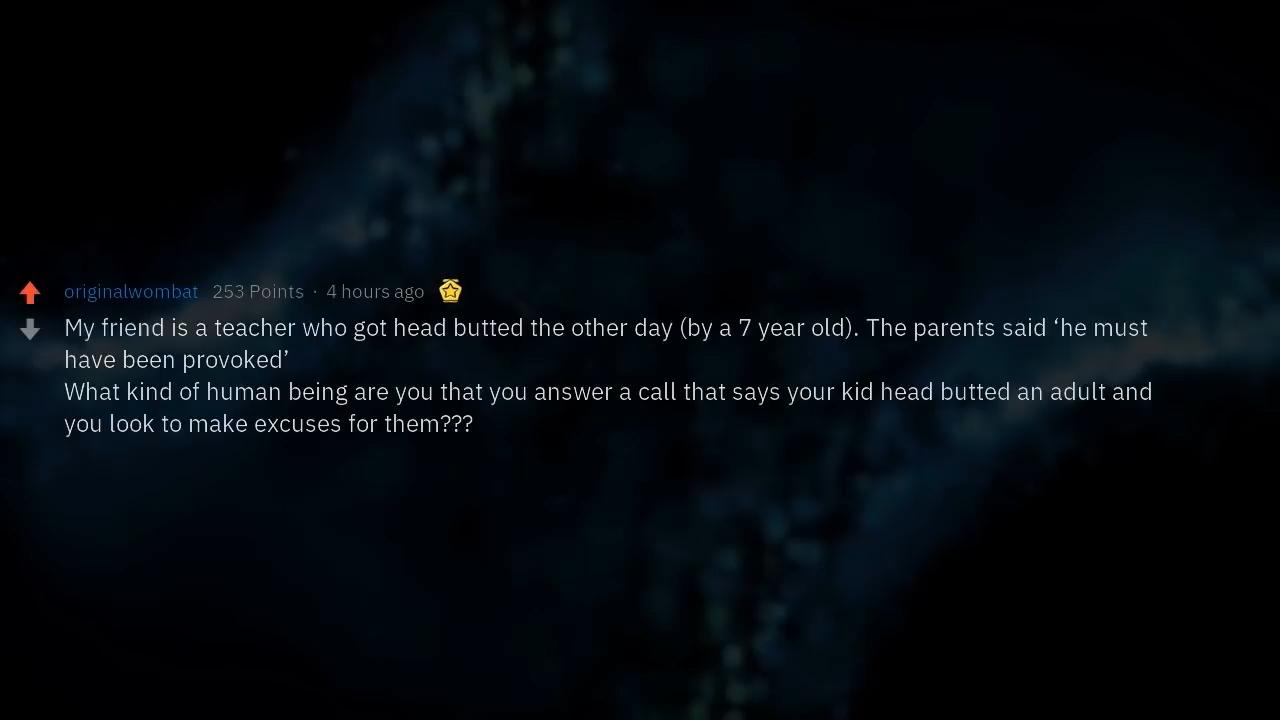 originalwombat 253 Points · 4 hours ago
My friend is a teacher who got head butted the other day (by a 7 year old). The parents said ‘he must
have been provoked’
What kind of human being are you that you answer a call that says your kid head butted an adult and
you look to make excuses for them???